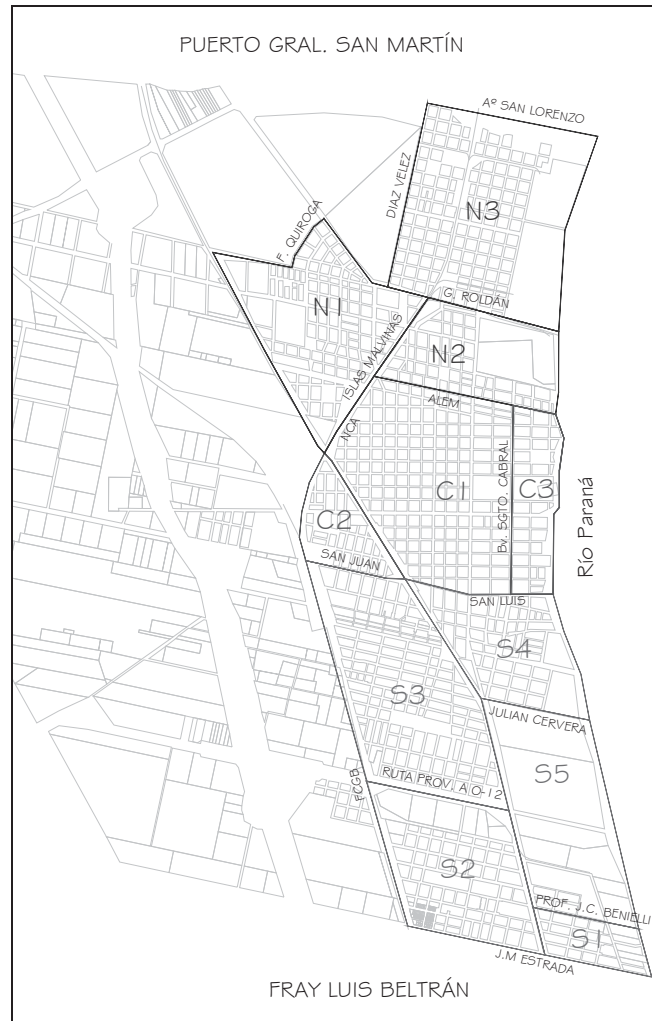 PUERTO GRAL. SAN MARTÍN
Aº SAN LORENZO
DIAZ VELEZ
N3
F. QUIROGA
G. ROLDÁN
N1
ISLAS MALVINAS
N2
ALEM
NCA
Bv. SGTO. CABRAL
C1
C3
Río Paraná
C2
SAN JUAN
SAN LUIS
S4
S3
JULIAN CERVERA
S5
RUTA PROV. A 0-12
FCGB
S2
PROF. J.C. BENIELLI
S1
J.M ESTRADA
FRAY LUIS BELTRÁN